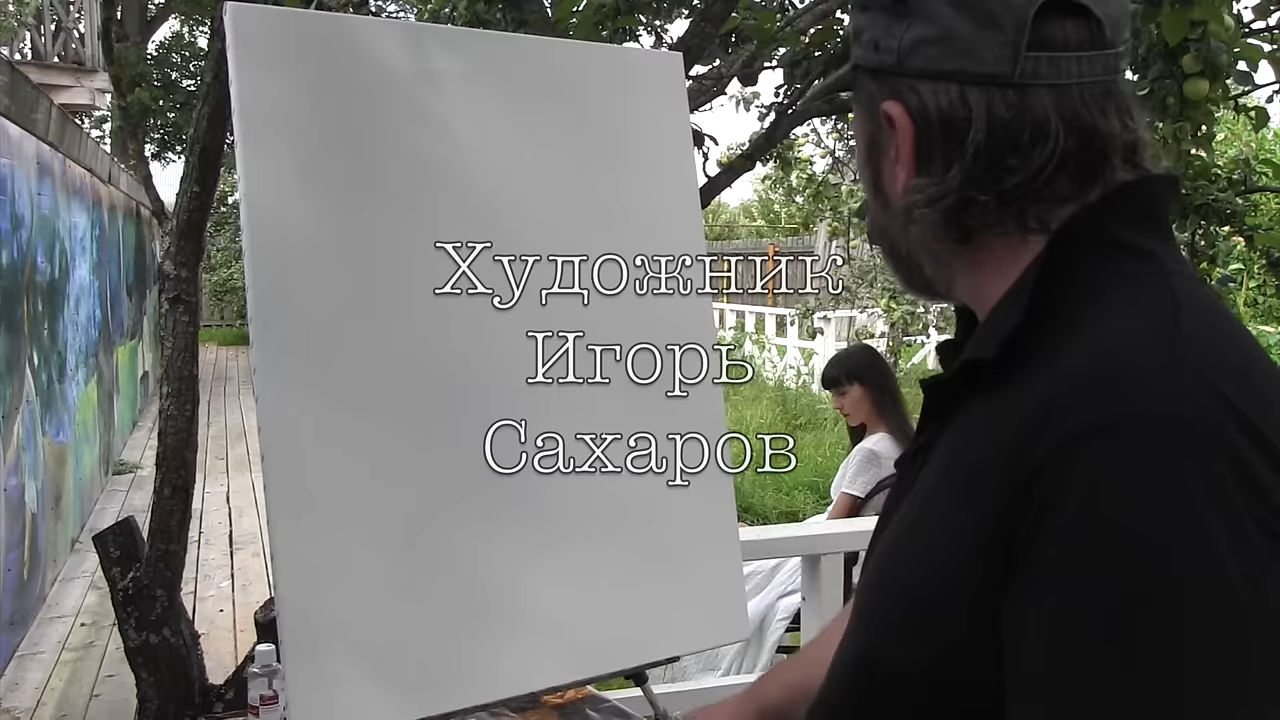 Художник
Игорь
Сахаров